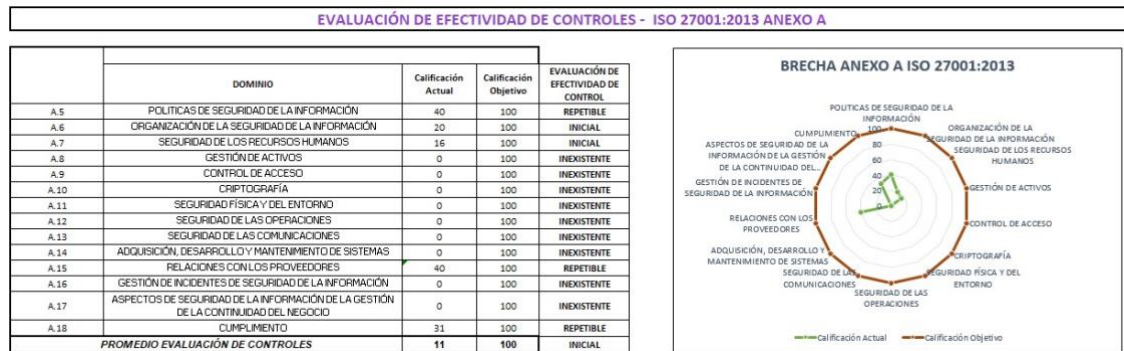 EVALUACIÓN DE EFECTIVIDAD DE CONTROLES - ISO 27001:2013 ANEXO A
DOMINIO Calificación Actual Calificación Objetivo EVALUACIÓN DE EFECTIVIDAD DE CONTROL
A.5 POLITICAS DE SEGURIDAD DE LA INFORMACIÓN 40 100 REPETIBLE
A.6 ORGANIZACIÓN DE LA SEGURIDAD DE LA INFORMACIÓN 20 100 INICIAL
A.7 SEGURIDAD DE LOS RECURSOS HUMANOS 16 100 INICIAL
A.8 GESTIÓN DE ACTIVOS 0 100 INEXISTENTE
A.9 CONTROL DE ACCESO 0 100 INEXISTENTE
A.10 CRIPTOGRAFÍA 0 100 INEXISTENTE
A.11 SEGURIDAD FÍSICA Y DEL ENTORNO 0 100 INEXISTENTE
A.12 SEGURIDAD DE LAS OPERACIONES 0 100 INEXISTENTE
A.13 SEGURIDAD DE LAS COMUNICACIONES 0 100 INEXISTENTE
A.14 ADQUISICIÓN, DESARROLLO Y MANTENIMIENTO DE SISTEMAS 0 100 INEXISTENTE
A.15 RELACIONES CON LOS PROVEEDORES 40 100 REPETIBLE
A.16 GESTIÓN DE INCIDENTES DE SEGURIDAD DE LA INFORMACIÓN 0 100 INEXISTENTE
A.17 ASPECTOS DE SEGURIDAD DE LA INFORMACIÓN DE LA GESTIÓN DE LA CONTINUIDAD DEL NEGOCIO 0 100 INEXISTENTE
A.18 CUMPLIMIENTO 31 100 REPETIBLE
PROMEDIO EVALUACIÓN DE CONTROLES 11 100 INICIAL
BRECHA ANEXO A ISO 27001:2013
POLITICAS DE SEGURIDAD DE LA
INFORMACIÓN
ORGANIZACIÓN DE LA
SEGURIDAD DE LA INFORMACIÓN
SEGURIDAD DE LOS RECURSOS
HUMANOS
GESTIÓN DE ACTIVOS
CONTROL DE ACCESO
CRIPTOGRAFÍA
SEGURIDAD FÍSICA Y DEL
ENTORNO
SEGURIDAD DE LAS
OPERACIONES
SEGURIDAD DE LAS
COMUNICACIONES
ADQUISICIÓN, DESARROLLO Y
MANTENIMIENTO DE SISTEMAS
RELACIONES CON LOS
PROVEEDORES
GESTIÓN DE INCIDENTES DE
SEGURIDAD DE LA INFORMACIÓN
ASPECTOS DE SEGURIDAD DE LA
INFORMACIÓN DE LA GESTIÓN
DE LA CONTINUIDAD DEL...
CUMPLIMIENTO
100
80
60
40
20
0
Calificación Actual Calificación Objetivo